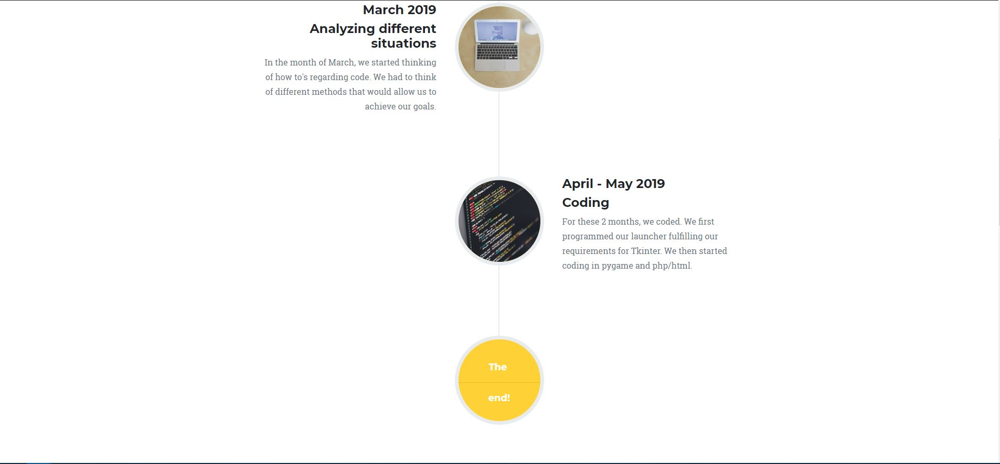 March 2019
Analyzing different
situations
In the month of March, we started thinking
of how to's regarding code. We had to think
of different methods that would allow us to
achieve our goals.
April - May 2019
Coding
For these 2 months, we coded. We first
programmed our launcher fulfilling our
requirements for Tkinter. We then started
coding in pygame and php/html.
The
end!